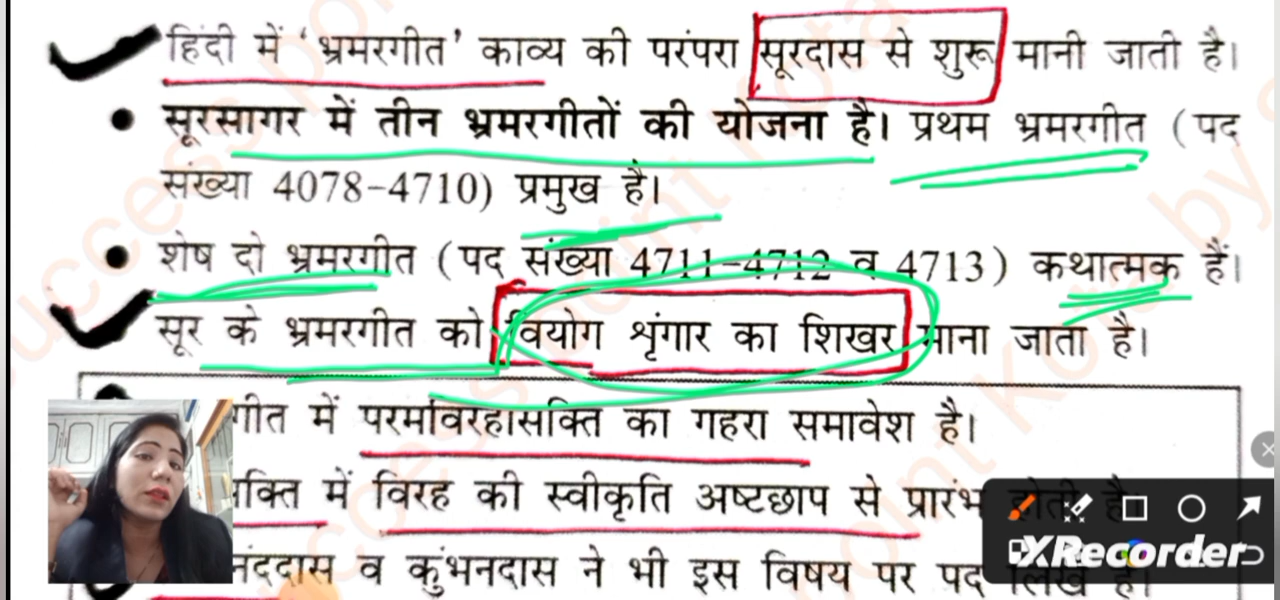 हिंदी में ‘भ्रमरगीत’ काव्य की परंपरा सूरदास से शुरू मानी जाती है।
सूरसागर में तीन भ्रमरगीतों की योजना है। प्रथम भ्रमरगीत (पद
संख्या 4078-4710) प्रमुख है।
शेष दो भ्रमरगीत (पद संख्या 4711-4712 व 4713) कथात्मक हैं।
सूर के भ्रमरगीत को वियोग श्रृंगार का शिखर माना जाता है।
गीत में परमविरहासक्ति का गहरा समावेश है।
क्ति में विरह की स्वीकृति अष्टछाप से प्रारंभ होती है।
नंददास व कुंभनदास ने भी इस विषय पर पद लिखे हैं।
XRecorder